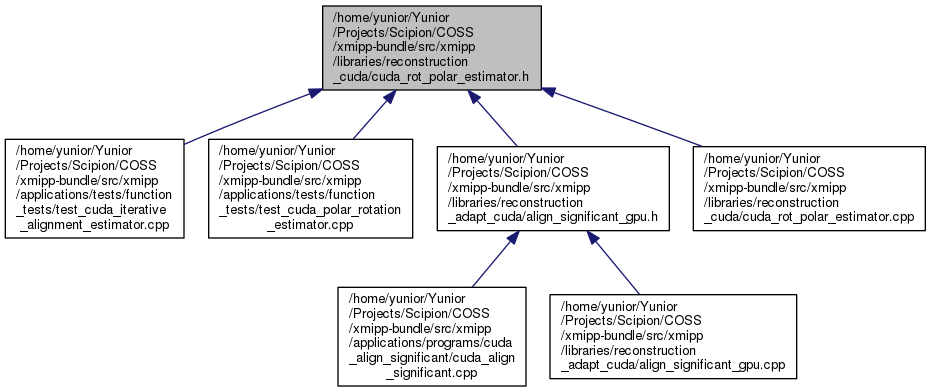 /home/yunior/Yunior
/Projects/Scipion/COSS
/xmipp-bundle/src/xmipp
/libraries/reconstruction
_cuda/cuda_rot_polar_estimator.h
/home/yunior/Yunior
/Projects/Scipion/COSS
/xmipp-bundle/src/xmipp
/applications/tests/function
_tests/test_cuda_iterative
_alignment_estimator.cpp
/home/yunior/Yunior
/Projects/Scipion/COSS
/xmipp-bundle/src/xmipp
/applications/tests/function
_tests/test_cuda_polar_rotation
_estimator.cpp
/home/yunior/Yunior
/Projects/Scipion/COSS
/xmipp-bundle/src/xmipp
/libraries/reconstruction
_adapt_cuda/align_significant_gpu.h
/home/yunior/Yunior
/Projects/Scipion/COSS
/xmipp-bundle/src/xmipp
/libraries/reconstruction
_cuda/cuda_rot_polar_estimator.cpp
/home/yunior/Yunior
/Projects/Scipion/COSS
/xmipp-bundle/src/xmipp
/applications/programs/cuda
_align_significant/cuda_align
_significant.cpp
/home/yunior/Yunior
/Projects/Scipion/COSS
/xmipp-bundle/src/xmipp
/libraries/reconstruction
_adapt_cuda/align_significant_gpu.cpp